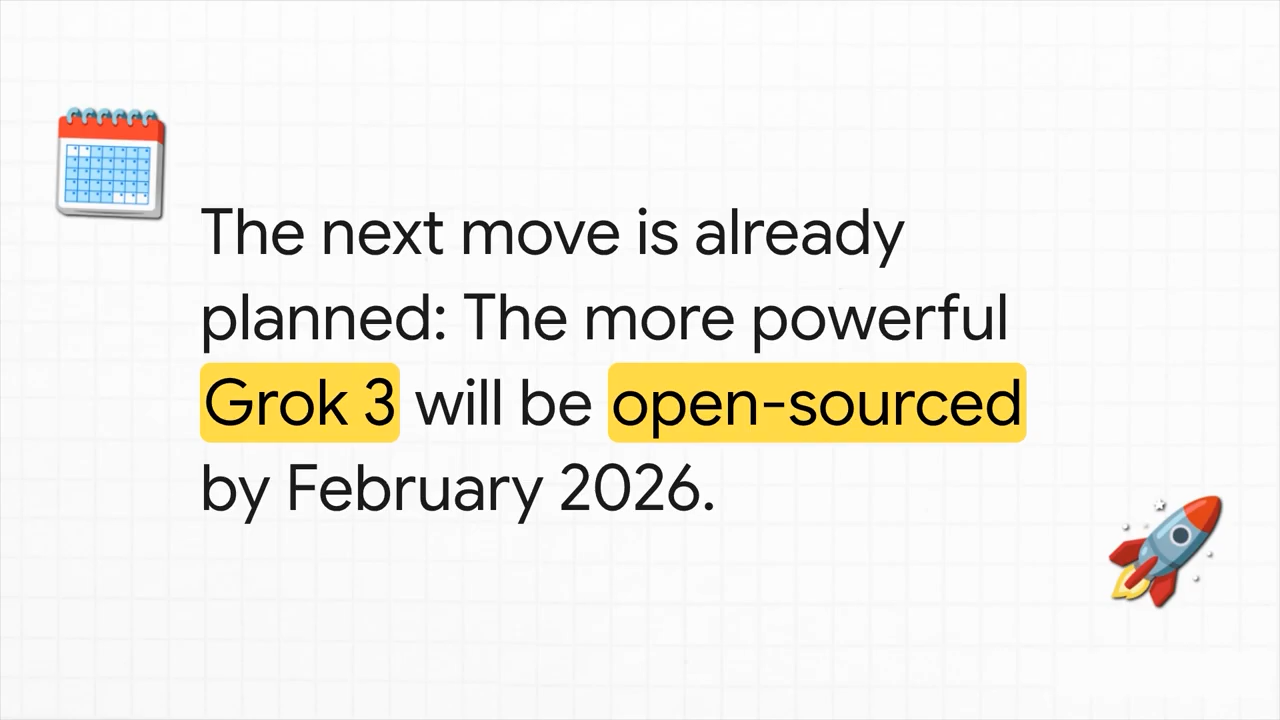 The next move is already
planned: The more powerful
Grok 3 will be open-sourced
by February 2026.